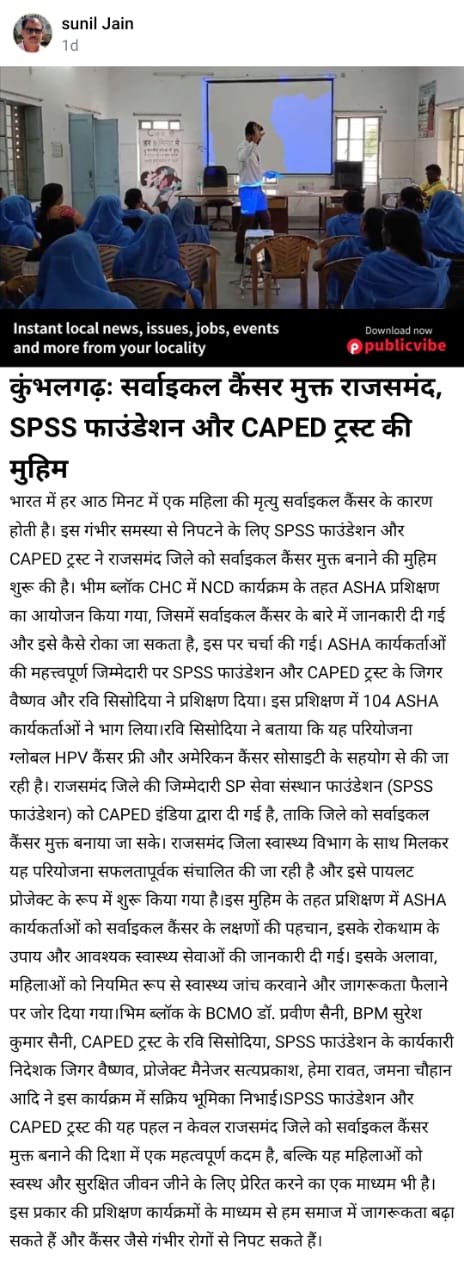 sunil Jain
1d
हर 8 मिनट में
Instant local news, issues, jobs, events
and more from your locality
Download now
publicvibe
कुंभलगढ़ः सर्वाइकल कैंसर मुक्त राजसमंद,
SPSS फाउंडेशन और CAPED ट्रस्ट की
मुहिम
भारत में हर आठ मिनट में एक महिला की मृत्यु सर्वाइकल कैंसर के कारण
होती है। इस गंभीर समस्या से निपटने के लिए SPSS फाउंडेशन और
CAPED ट्रस्ट ने राजसमंद जिले को सर्वाइकल कैंसर मुक्त बनाने की मुहिम
शुरू की है। भीम ब्लॉक CHC में NCD कार्यक्रम के तहत ASHA प्रशिक्षण
का आयोजन किया गया, जिसमें सर्वाइकल कैंसर के बारे में जानकारी दी गई
और इसे कैसे रोका जा सकता है, इस पर चर्चा की गई। ASHA कार्यकर्ताओं
की महत्त्वपूर्ण जिम्मेदारी पर SPSS फाउंडेशन और CAPED ट्रस्ट के जिगर
वैष्णव और रवि सिसोदिया ने प्रशिक्षण दिया। इस प्रशिक्षण में 104 ASHA
कार्यकर्ताओं ने भाग लिया।रवि सिसोदिया ने बताया कि यह परियोजना
ग्लोबल HPV कैंसर फ्री और अमेरिकन कैंसर सोसाइटी के सहयोग से की जा
रही है। राजसमंद जिले की जिम्मेदारी SP सेवा संस्थान फाउंडेशन (SPSS
फाउंडेशन) को CAPED इंडिया द्वारा दी गई है, ताकि जिले को सर्वाइकल
कैंसर मुक्त बनाया जा सके। राजसमंद जिला स्वास्थ्य विभाग के साथ मिलकर
यह परियोजना सफलतापूर्वक संचालित की जा रही है और इसे पायलट
प्रोजेक्ट के रूप में शुरू किया गया है।इस मुहिम के तहत प्रशिक्षण में ASHA
कार्यकर्ताओं को सर्वाइकल कैंसर के लक्षणों की पहचान, इसके रोकथाम के
उपाय और आवश्यक स्वास्थ्य सेवाओं की जानकारी दी गई। इसके अलावा,
महिलाओं को नियमित रूप से स्वास्थ्य जांच करवाने और जागरूकता फैलाने
पर जोर दिया गया।भिम ब्लॉक के BCMO डॉ. प्रवीण सैनी, BPM सुरेश
कुमार सैनी, CAPED ट्रस्ट के रवि सिसोदिया, SPSS फाउंडेशन के कार्यकारी
निदेशक जिगर वैष्णव, प्रोजेक्ट मैनेजर सत्यप्रकाश, हेमा रावत, जमना चौहान
आदि ने इस कार्यक्रम में सक्रिय भूमिका निभाई।SPSS फाउंडेशन और
CAPED ट्रस्ट की यह पहल न केवल राजसमंद जिले को सर्वाइकल कैंसर
मुक्त बनाने की दिशा में एक महत्वपूर्ण कदम है, बल्कि यह महिलाओं को
स्वस्थ और सुरक्षित जीवन जीने के लिए प्रेरित करने का एक माध्यम भी है।
इस प्रकार की प्रशिक्षण कार्यक्रमों के माध्यम से हम समाज में जागरूकता बढ़ा
सकते हैं और कैंसर जैसे गंभीर रोगों से निपट सकते हैं।